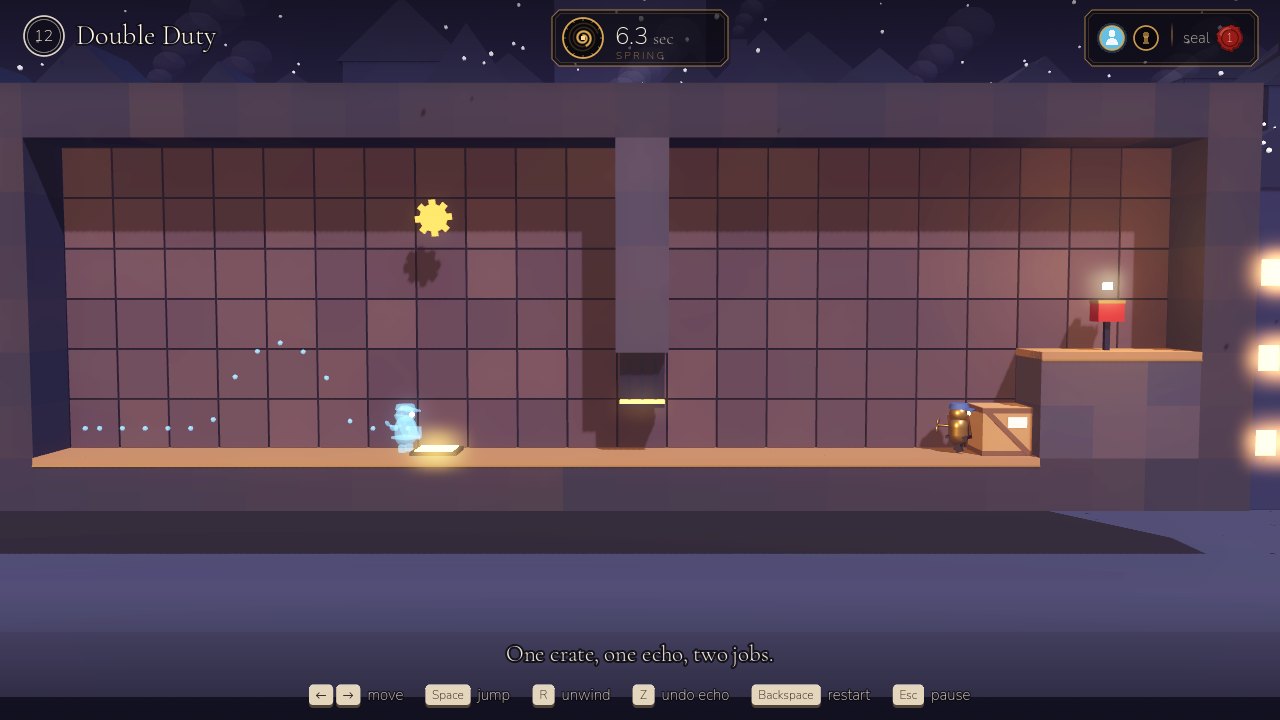 12 Double Duty
6.3 sec
SPRING
seal 1
One crate, one echo, two jobs.
← → move Space jump R unwind Z undo echo Backspace restart Esc pause